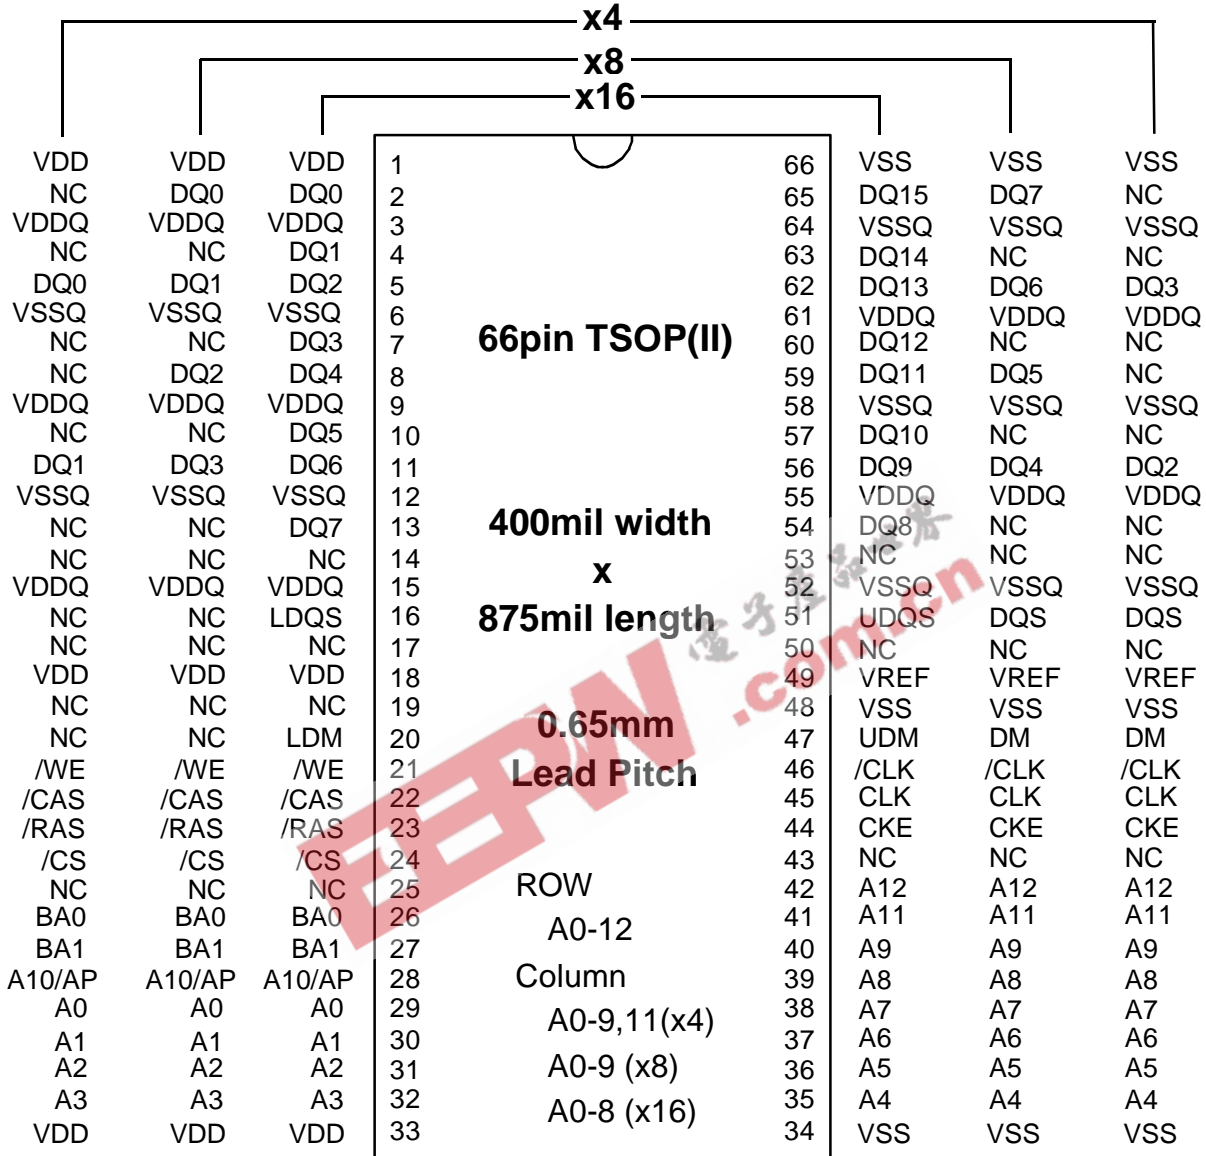 x4
x8
x16
VDD VDD VDD 1 66 VSS VSS VSS
NC DQ0 DQ0 2 65 DQ15 DQ7 NC
VDDQ VDDQ VDDQ 3 64 VSSQ VSSQ VSSQ
NC NC DQ1 4 63 DQ14 NC NC
DQ0 DQ1 DQ2 5 62 DQ13 DQ6 DQ3
VSSQ VSSQ VSSQ 6 61 VDDQ VDDQ VDDQ
NC NC DQ3 7 66pin TSOP(II) 60 DQ12 NC NC
NC DQ2 DQ4 8 59 DQ11 DQ5 NC
VDDQ VDDQ VDDQ 9 58 VSSQ VSSQ VSSQ
NC NC DQ5 10 57 DQ10 NC NC
DQ1 DQ3 DQ6 11 56 DQ9 DQ4 DQ2
VSSQ VSSQ VSSQ 12 55 VDDQ VDDQ VDDQ
NC NC DQ7 13 400mil width 54 DQ8 NC NC
NC NC NC 14 53 NC NC NC
VDDQ VDDQ VDDQ 15 x 52 VSSQ VSSQ VSSQ
NC NC LDQS 16 875mil length 51 UDQS DQS DQS
NC NC NC 17 50 NC NC NC
VDD VDD VDD 18 49 VREF VREF VREF
NC NC NC 19 0.65mm 48 VSS VSS VSS
NC NC LDM 20 47 UDM DM DM
/WE /WE /WE 21 Lead Pitch 46 /CLK /CLK /CLK
/CAS /CAS /CAS 22 45 CLK CLK CLK
/RAS /RAS /RAS 23 44 CKE CKE CKE
/CS /CS /CS 24 43 NC NC NC
NC NC NC 25 ROW 42 A12 A12 A12
BA0 BA0 BA0 26 A0-12 41 A11 A11 A11
BA1 BA1 BA1 27 40 A9 A9 A9
A10/AP A10/AP A10/AP 28 Column 39 A8 A8 A8
A0 A0 A0 29 A0-9,11(x4) 38 A7 A7 A7
A1 A1 A1 30 37 A6 A6 A6
A2 A2 A2 31 A0-9 (x8) 36 A5 A5 A5
A3 A3 A3 32 A0-8 (x16) 35 A4 A4 A4
VDD VDD VDD 33 34 VSS VSS VSS
EEPW .com.cn
電子產品世界